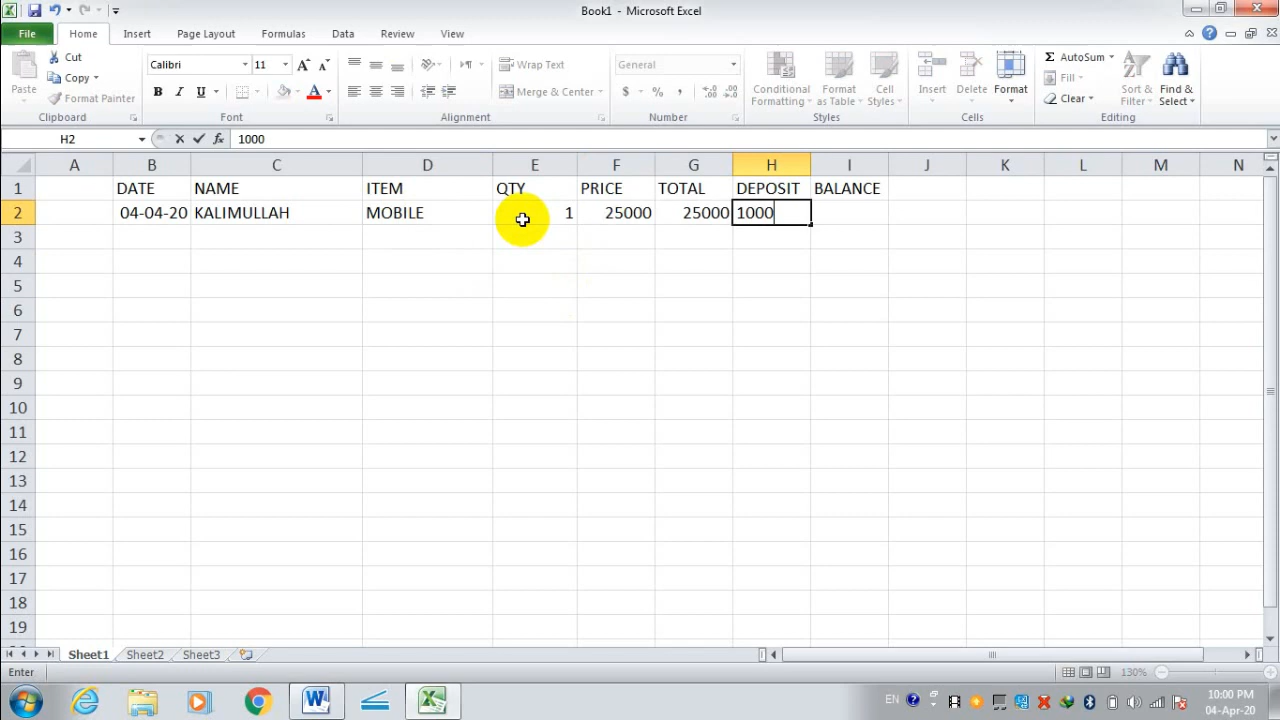 Book1 - Microsoft Excel
File Home Insert Page Layout Formulas Data Review View
Paste Cut Copy Format Painter
Calibri 11 A A
B I U A
Wrap Text
Merge & Center
General
$ % ,
Conditional Formatting Format as Table Cell Styles
Insert Delete Format
Σ AutoSum Fill Clear
Sort & Filter Find & Select
Clipboard Font Alignment Number Styles Cells Editing
H2 fx 1000
A B C D E F G H I J K L M N
1 DATE NAME ITEM QTY PRICE TOTAL DEPOSIT BALANCE
2 04-04-20 KALIMULLAH MOBILE 1 25000 25000 1000
3
4
5
6
7
8
9
10
11
12
13
14
15
16
17
18
19
Sheet1 Sheet2 Sheet3
Enter 130%
EN 10:00 PM
04-Apr-20